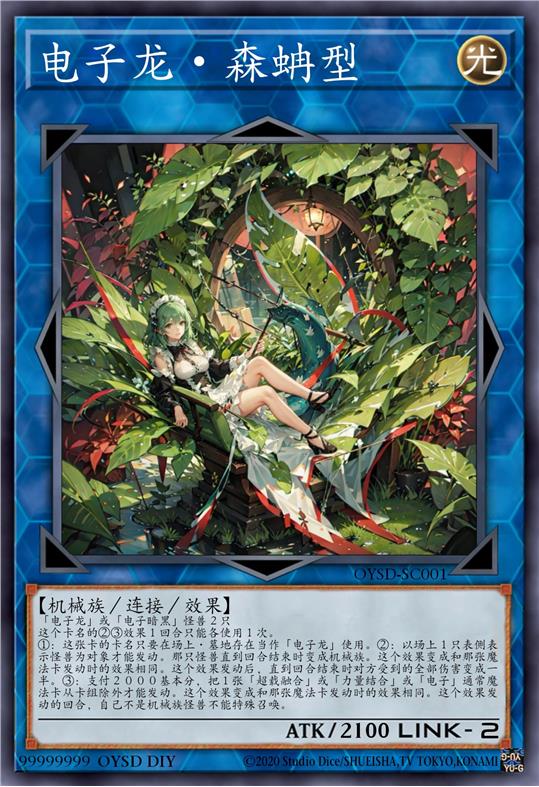 电子龙・森蚺型
光
OYSD-SC001
【机械族／连接／效果】
「电子龙」或「电子暗黑」怪兽２只
这个卡名的②③效果１回合只能各使用１次。
①：这张卡的卡名只要在场上・墓地存在当作「电子龙」使用。②：以场上１只表侧表
示怪兽为对象才能发动。那只怪兽直到回合结束时变成机械族。这个效果变成和那张魔
法卡发动时的效果相同。这个效果发动后，直到回合结束时对方受到的全部伤害变成一
半。③：支付２０００基本分，把１张「超载融合」或「力量结合」或「电子」通常魔
法卡从卡组除外才能发动。这个效果变成和那张魔法卡发动时的效果相同。这个效果发
动的回合，自己不是机械族怪兽不能特殊召唤。
ATK/2100 LINK-2
99999999 OYSD DIY ©2020 Studio Dice/SHUEISHA,TV TOKYO,KONAMI